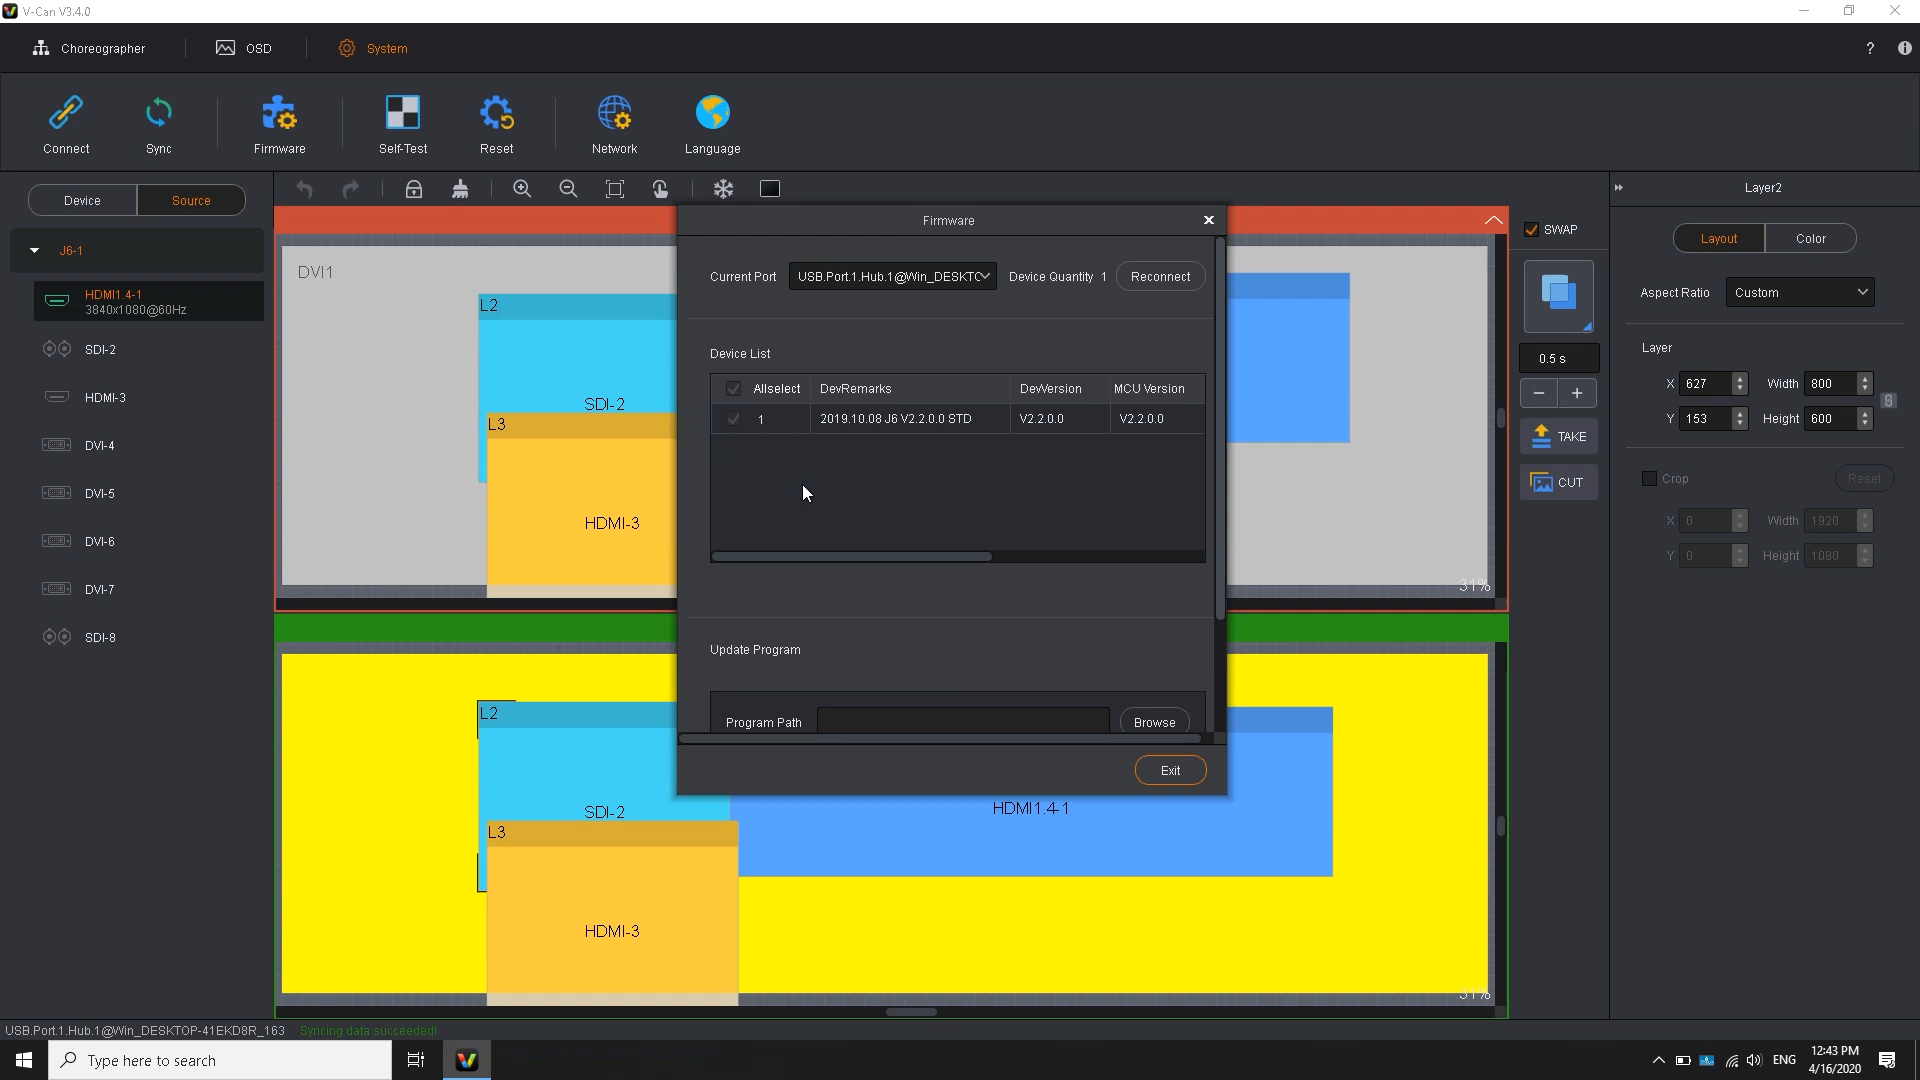 V-Can V3.4.0
Choreographer
OSD
System
?
Connect
Sync
Firmware
Self-Test
Reset
Network
Language
Device
Source
J6-1
HDMI1.4-1
3840x1080@60Hz
SDI-2
HDMI-3
DVI-4
DVI-5
DVI-6
DVI-7
SDI-8
DVI1
L2
SDI-2
L3
HDMI-3
31%
L2
SDI-2
L3
HDMI-3
HDMI1.4-1
31%
Firmware
Current Port
USB.Port.1.Hub.1@Win_DESKTO
Device Quantity 1
Reconnect
Device List
Allselect DevRemarks DevVersion MCU Version
1 2019.10.08 J6 V2.2.0.0 STD V2.2.0.0 V2.2.0.0
Update Program
Program Path
Browse
Exit
SWAP
0.5 s
TAKE
CUT
Layer2
Layout
Color
Aspect Ratio Custom
Layer
X 627 Width 800
Y 153 Height 600
Crop
Reset
X 0 Width 1920
Y 0 Height 1080
USB.Port.1.Hub.1@Win_DESKTOP-41EKD8R_163 Syncing data succeeded!
Type here to search
ENG
12:43 PM
4/16/2020